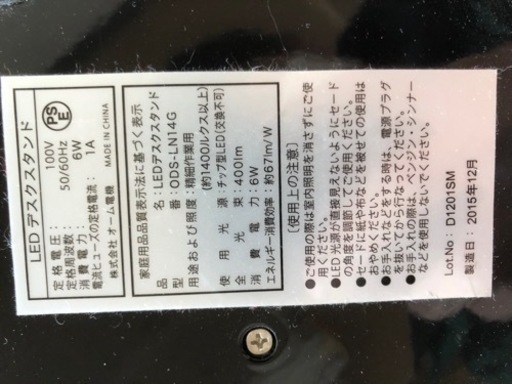 LED デスクスタンド
定格電圧: 100V
定格周波数: 50/60Hz
消費電力: 6W
電流ヒューズの定格電流: 1A
株式会社 オーム電機 MADE IN CHINA
PSE
家庭用品品質表示法に基づく表示
品名: LEDデスクスタンド
型番: ODS-LN14G
用途および照度: 精細作業用
(約1400ルクス以上)
使用光源: チップ型LED(交換不可)
全光束: 400lm
消費電力: 6W
エネルギー消費効率: 約67lm/W
〔使用上の注意〕
●ご使用の際は室内照明を消さずにご使
用ください。
●LED光源が直接見えないようにセード
の角度を調節してご使用ください。
●セードに紙や布などを被せての使用は
おやめください。
●お手入れなどをする時は、電源プラグ
を抜いてから行なってください。
●お手入れの際は、ベンジン・シンナー
などを使用しないでください。
Lot.No: D1201SM
製造日: 2015年12月